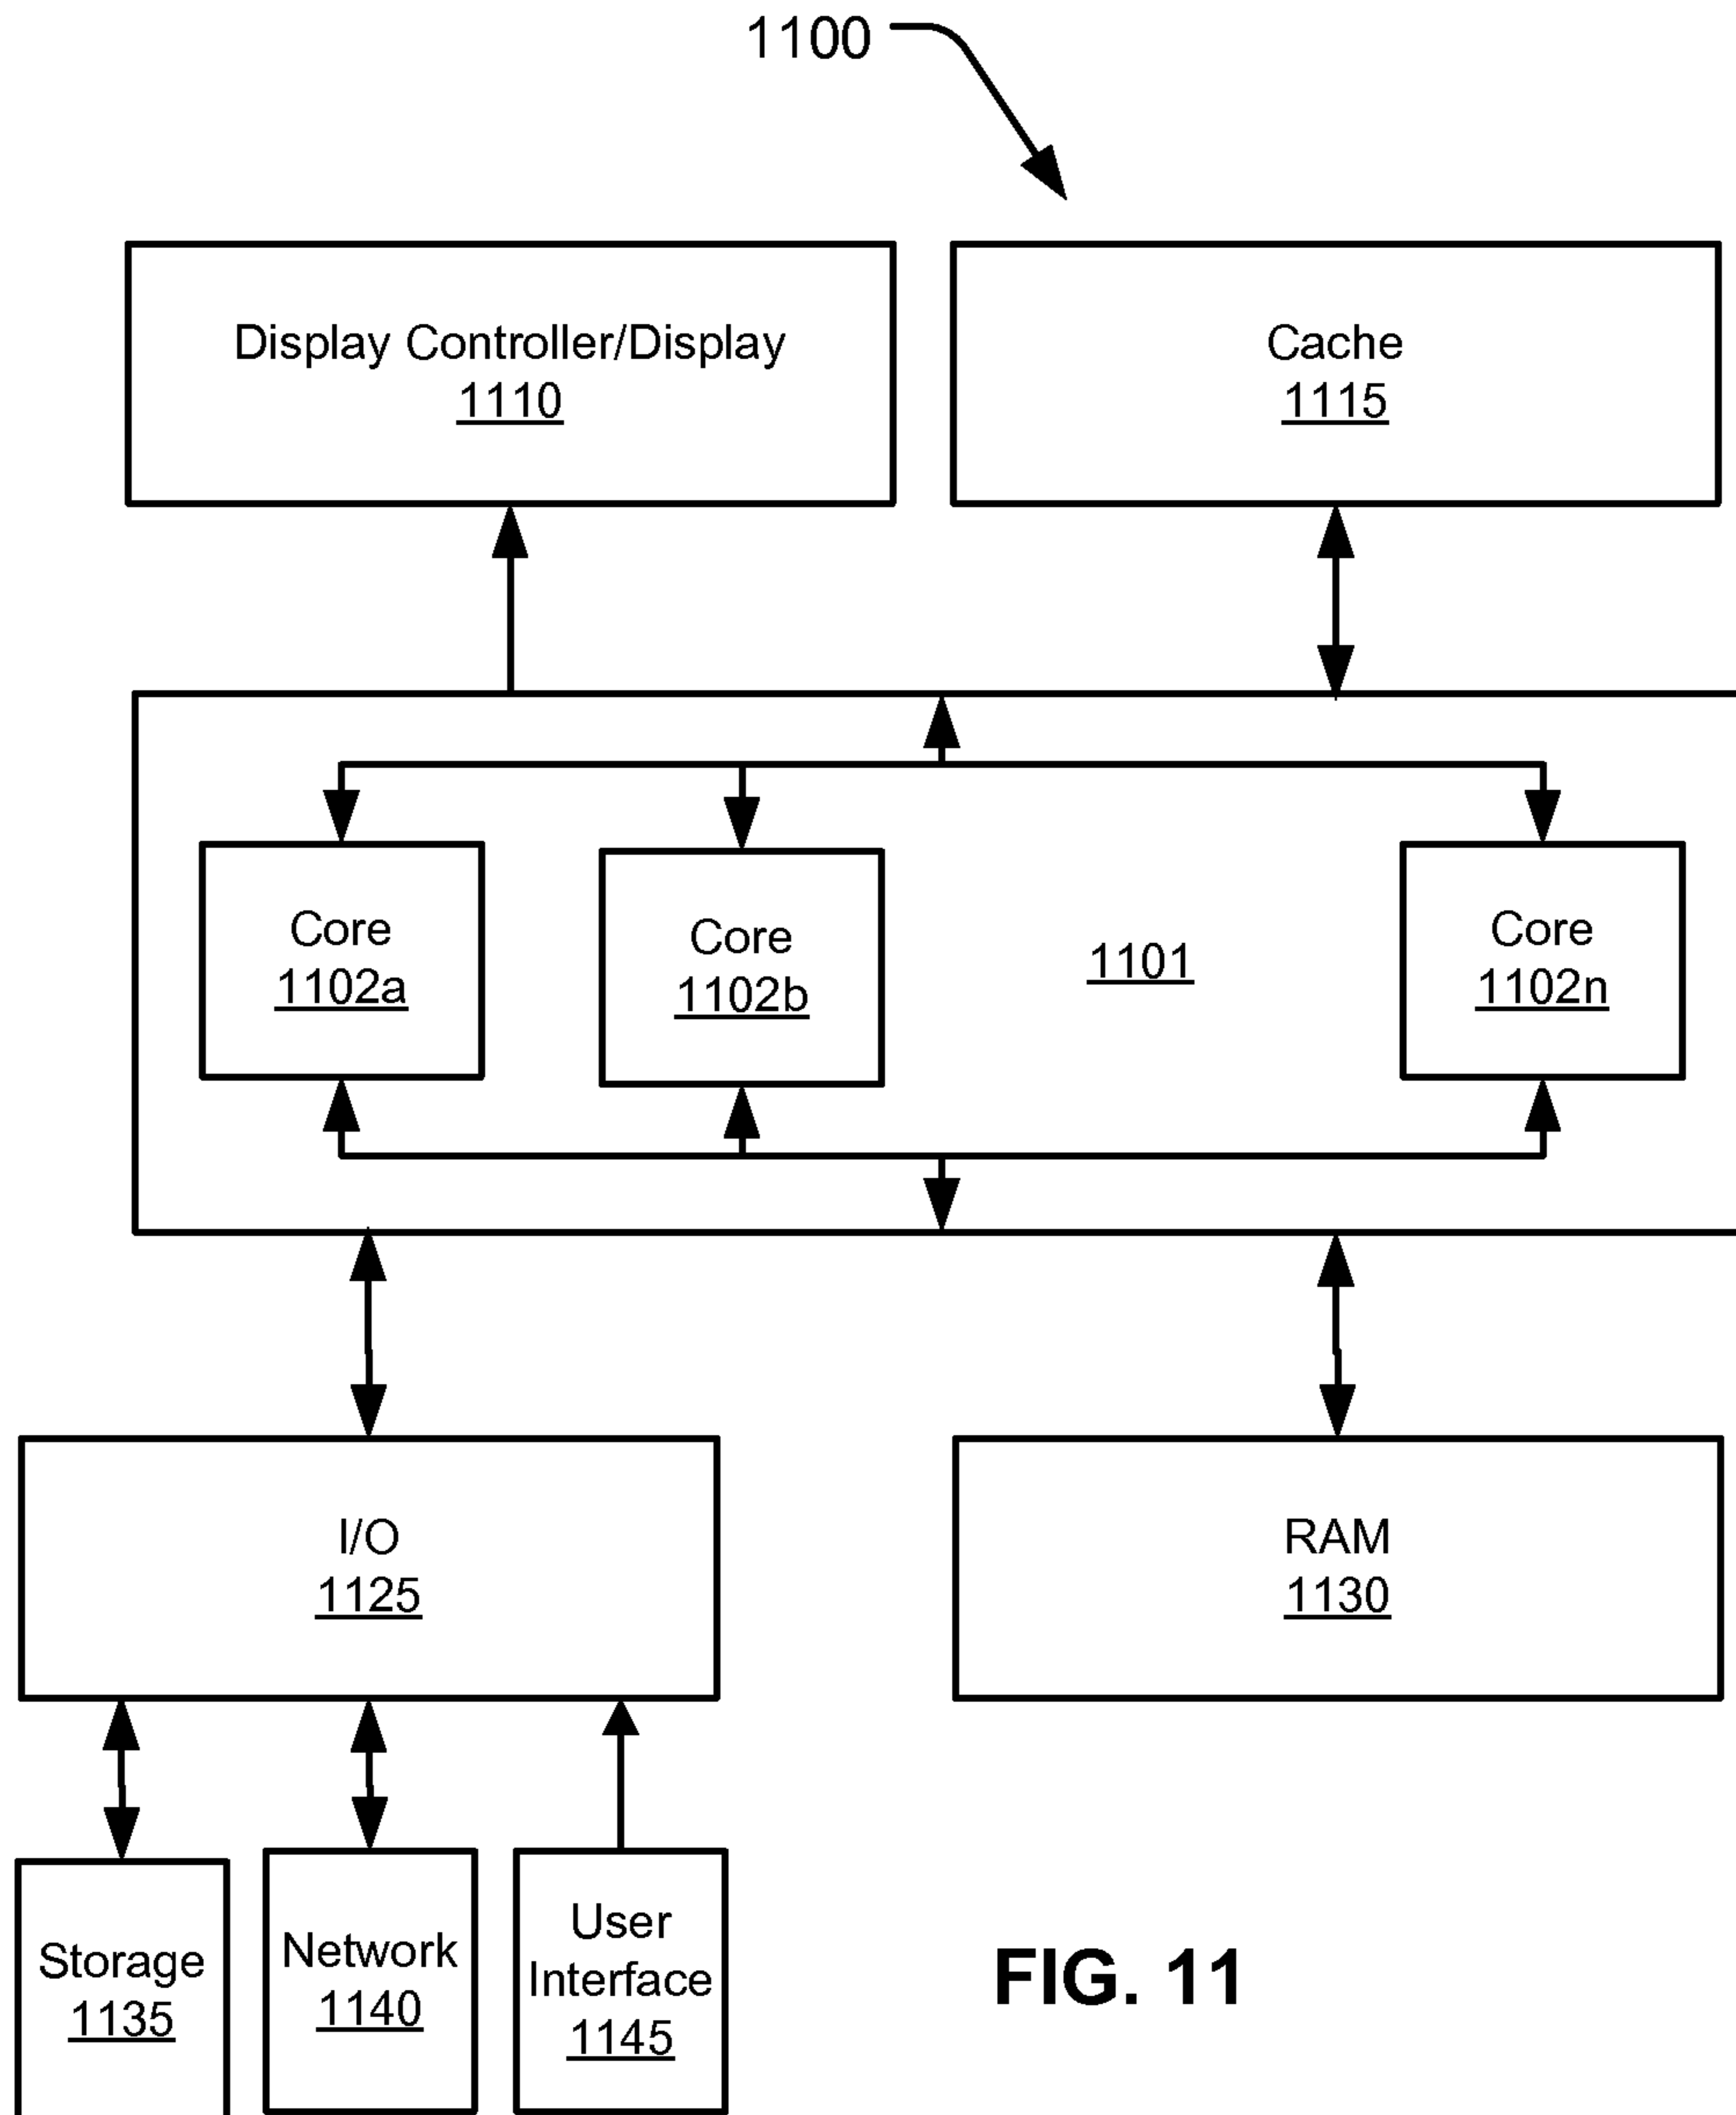 1100
Display Controller/Display
1110
Cache
1115
Core
1102a
Core
1102b
1101
Core
1102n
I/O
1125
RAM
1130
Storage
1135
Network
1140
User
Interface
1145
FIG. 11